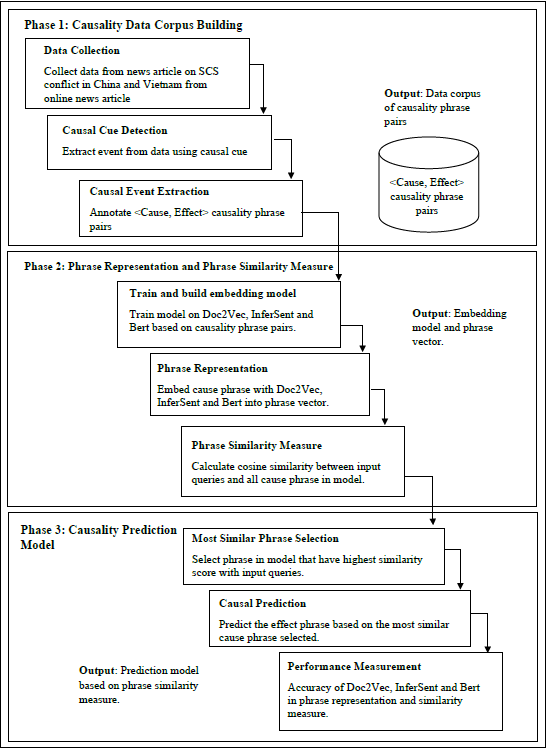 Phase 1: Causality Data Corpus Building
Data Collection
Collect data from news article on SCS
conflict in China and Vietnam from
online news article
Causal Cue Detection
Extract event from data using causal cue
Causal Event Extraction
Annotate <Cause, Effect> causality phrase
pairs
Output: Data corpus
of causality phrase
pairs
<Cause, Effect>
causality phrase
pairs
Phase 2: Phrase Representation and Phrase Similarity Measure
Train and build embedding model
Train model on Doc2Vec, InferSent and
Bert based on causality phrase pairs.
Phrase Representation
Embed cause phrase with Doc2Vec,
InferSent and Bert into phrase vector.
Phrase Similarity Measure
Calculate cosine similarity between input
queries and all cause phrase in model.
Output: Embedding
model and phrase
vector.
Phase 3: Causality Prediction
Model
Most Similar Phrase Selection
Select phrase in model that have highest similarity
score with input queries.
Causal Prediction
Predict the effect phrase based on the most similar
cause phrase selected.
Performance Measurement
Accuracy of Doc2Vec, InferSent and Bert
in phrase representation and similarity
measure.
Output: Prediction model
based on phrase similarity
measure.